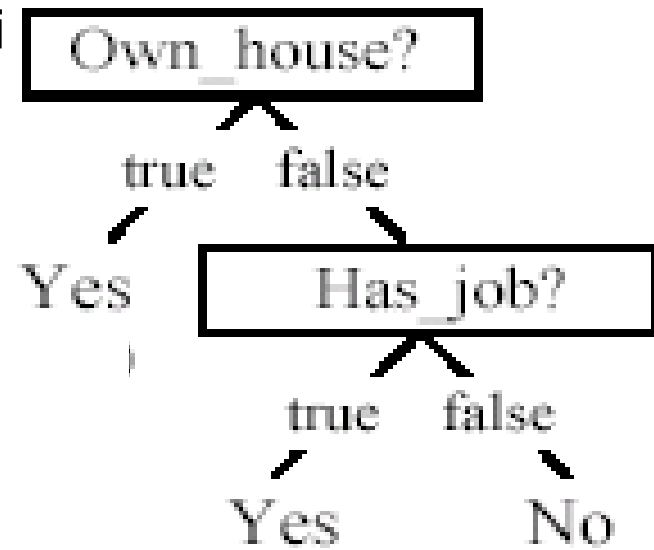 i
Own_house?
true false
Yes
Has_job?
true false
Yes No